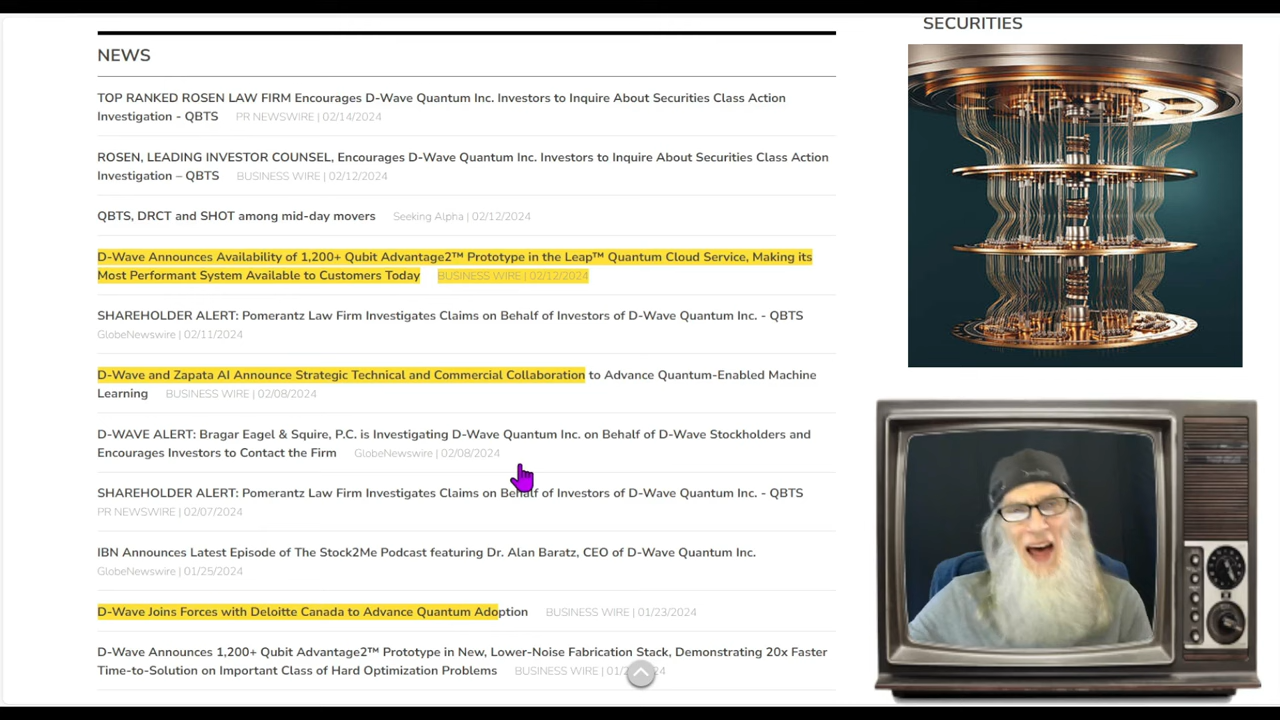 SECURITIES
NEWS
TOP RANKED ROSEN LAW FIRM Encourages D-Wave Quantum Inc. Investors to Inquire About Securities Class Action
Investigation - QBTS PR NEWSWIRE | 02/14/2024
ROSEN, LEADING INVESTOR COUNSEL, Encourages D-Wave Quantum Inc. Investors to Inquire About Securities Class Action
Investigation – QBTS BUSINESS WIRE | 02/12/2024
QBTS, DRCT and SHOT among mid-day movers Seeking Alpha | 02/12/2024
D-Wave Announces Availability of 1,200+ Qubit Advantage2™ Prototype in the Leap™ Quantum Cloud Service, Making its
Most Performant System Available to Customers Today BUSINESS WIRE | 02/12/2024
SHAREHOLDER ALERT: Pomerantz Law Firm Investigates Claims on Behalf of Investors of D-Wave Quantum Inc. - QBTS
GlobeNewswire | 02/11/2024
D-Wave and Zapata AI Announce Strategic Technical and Commercial Collaboration to Advance Quantum-Enabled Machine
Learning BUSINESS WIRE | 02/08/2024
D-WAVE ALERT: Bragar Eagel & Squire, P.C. is Investigating D-Wave Quantum Inc. on Behalf of D-Wave Stockholders and
Encourages Investors to Contact the Firm GlobeNewswire | 02/08/2024
SHAREHOLDER ALERT: Pomerantz Law Firm Investigates Claims on Behalf of Investors of D-Wave Quantum Inc. - QBTS
PR NEWSWIRE | 02/07/2024
IBN Announces Latest Episode of The Stock2Me Podcast featuring Dr. Alan Baratz, CEO of D-Wave Quantum Inc.
GlobeNewswire | 01/25/2024
D-Wave Joins Forces with Deloitte Canada to Advance Quantum Adoption BUSINESS WIRE | 01/23/2024
D-Wave Announces 1,200+ Qubit Advantage2™ Prototype in New, Lower-Noise Fabrication Stack, Demonstrating 20x Faster
Time-to-Solution on Important Class of Hard Optimization Problems BUSINESS WIRE |